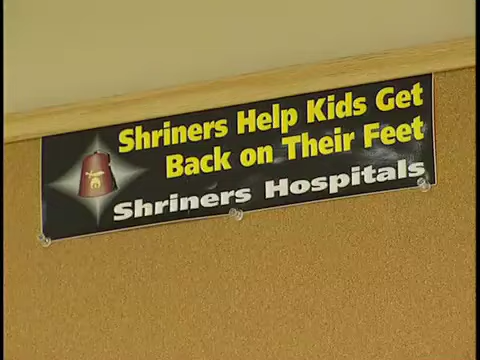 Shriners Help Kids Get
Back on Their Feet
Shriners Hospitals